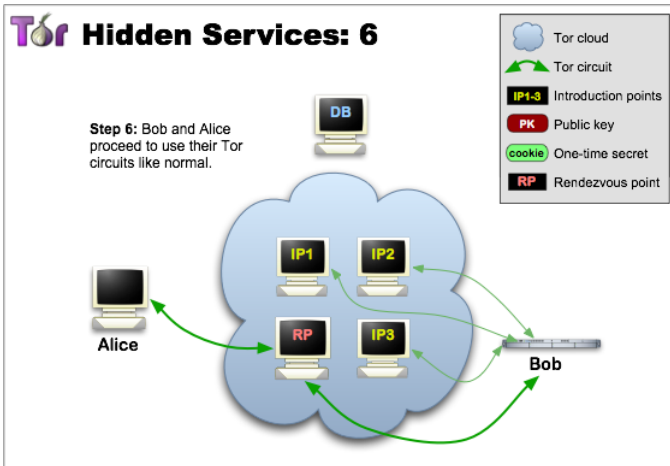 Tor Hidden Services: 6
Tor cloud
Tor circuit
IP1-3 Introduction points
PK Public key
cookie One-time secret
RP Rendezvous point
DB
Step 6: Bob and Alice
proceed to use their Tor
circuits like normal.
IP1 IP2
RP IP3
Alice
Bob